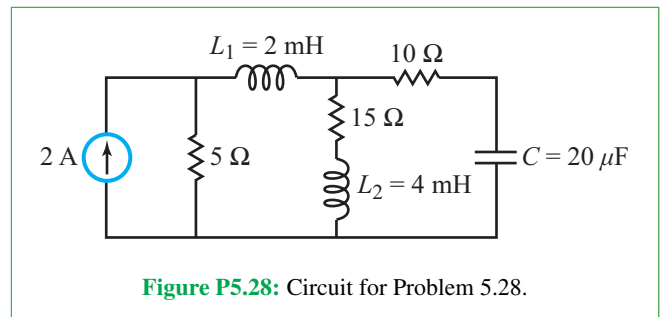 L1 = 2 mH
10 Ω
15 Ω
2 A
5 Ω
L2 = 4 mH
C = 20 μF
Figure P5.28: Circuit for Problem 5.28.